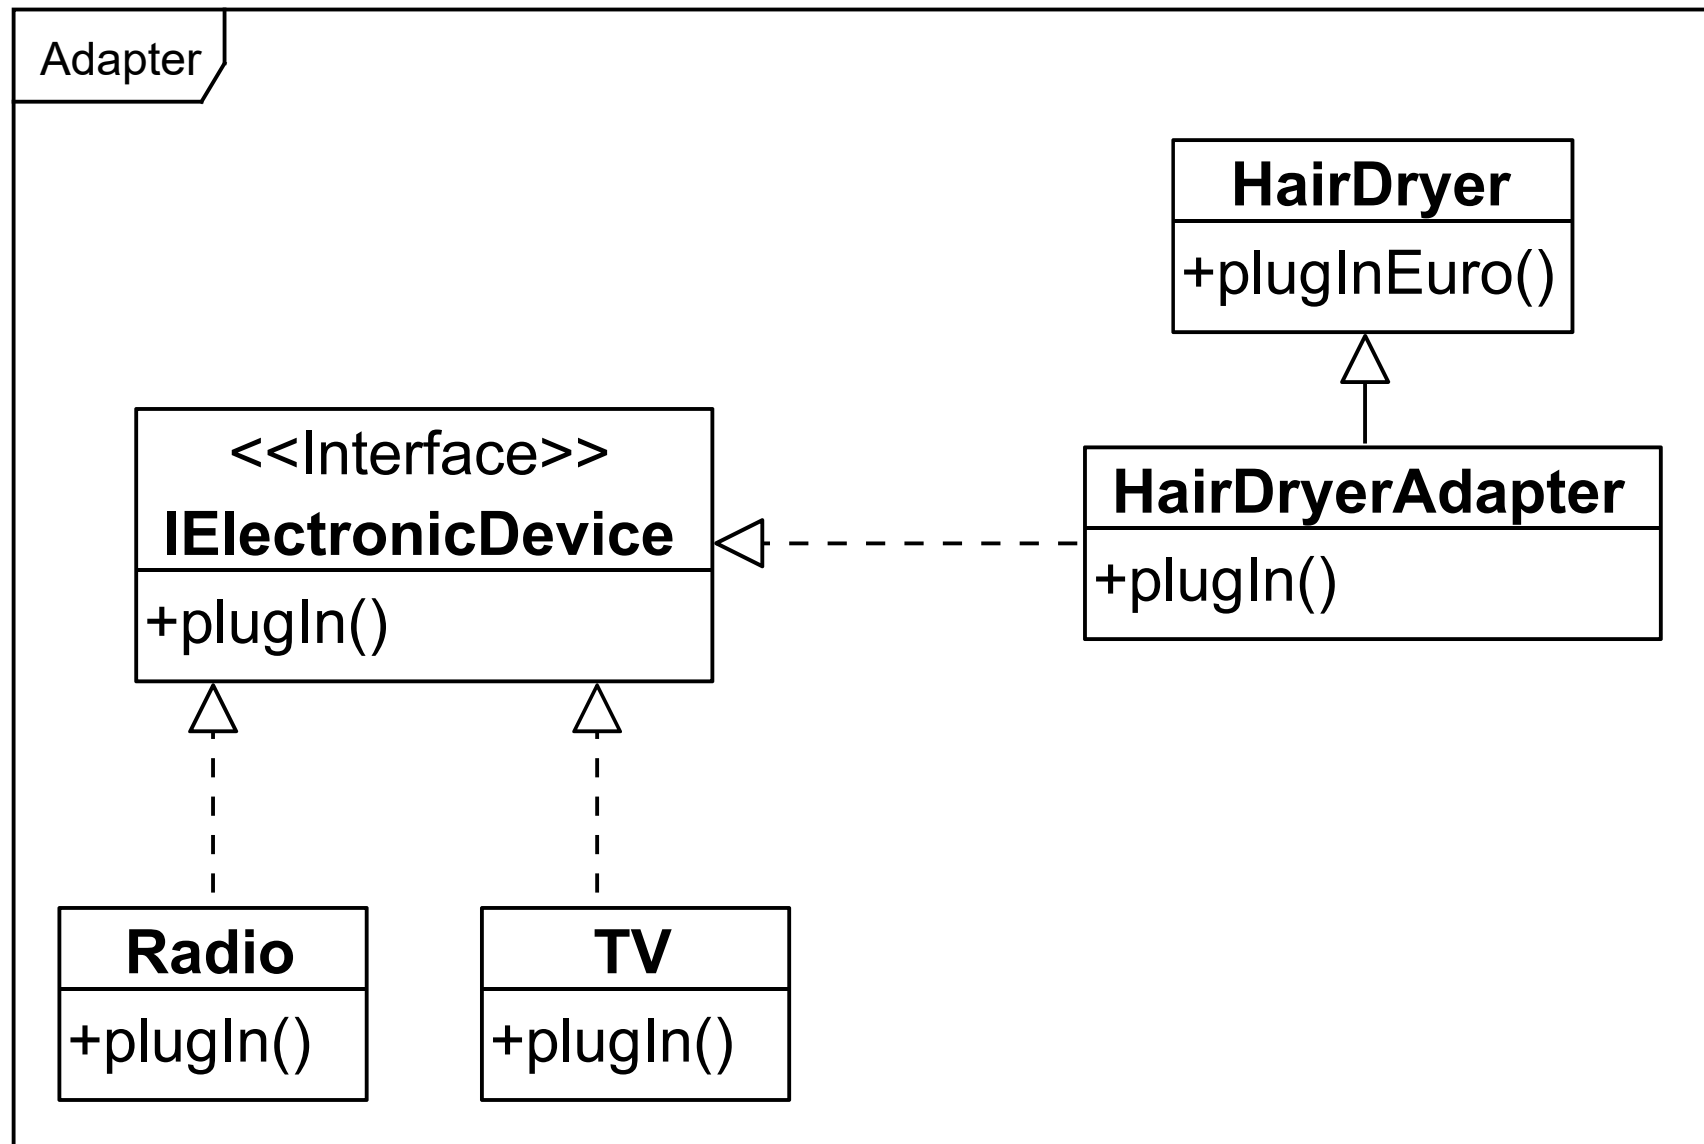 Adapter
HairDryer
+plugInEuro()
<<Interface>>
IElectronicDevice
+plugIn()
HairDryerAdapter
+plugIn()
Radio
+plugIn()
TV
+plugIn()